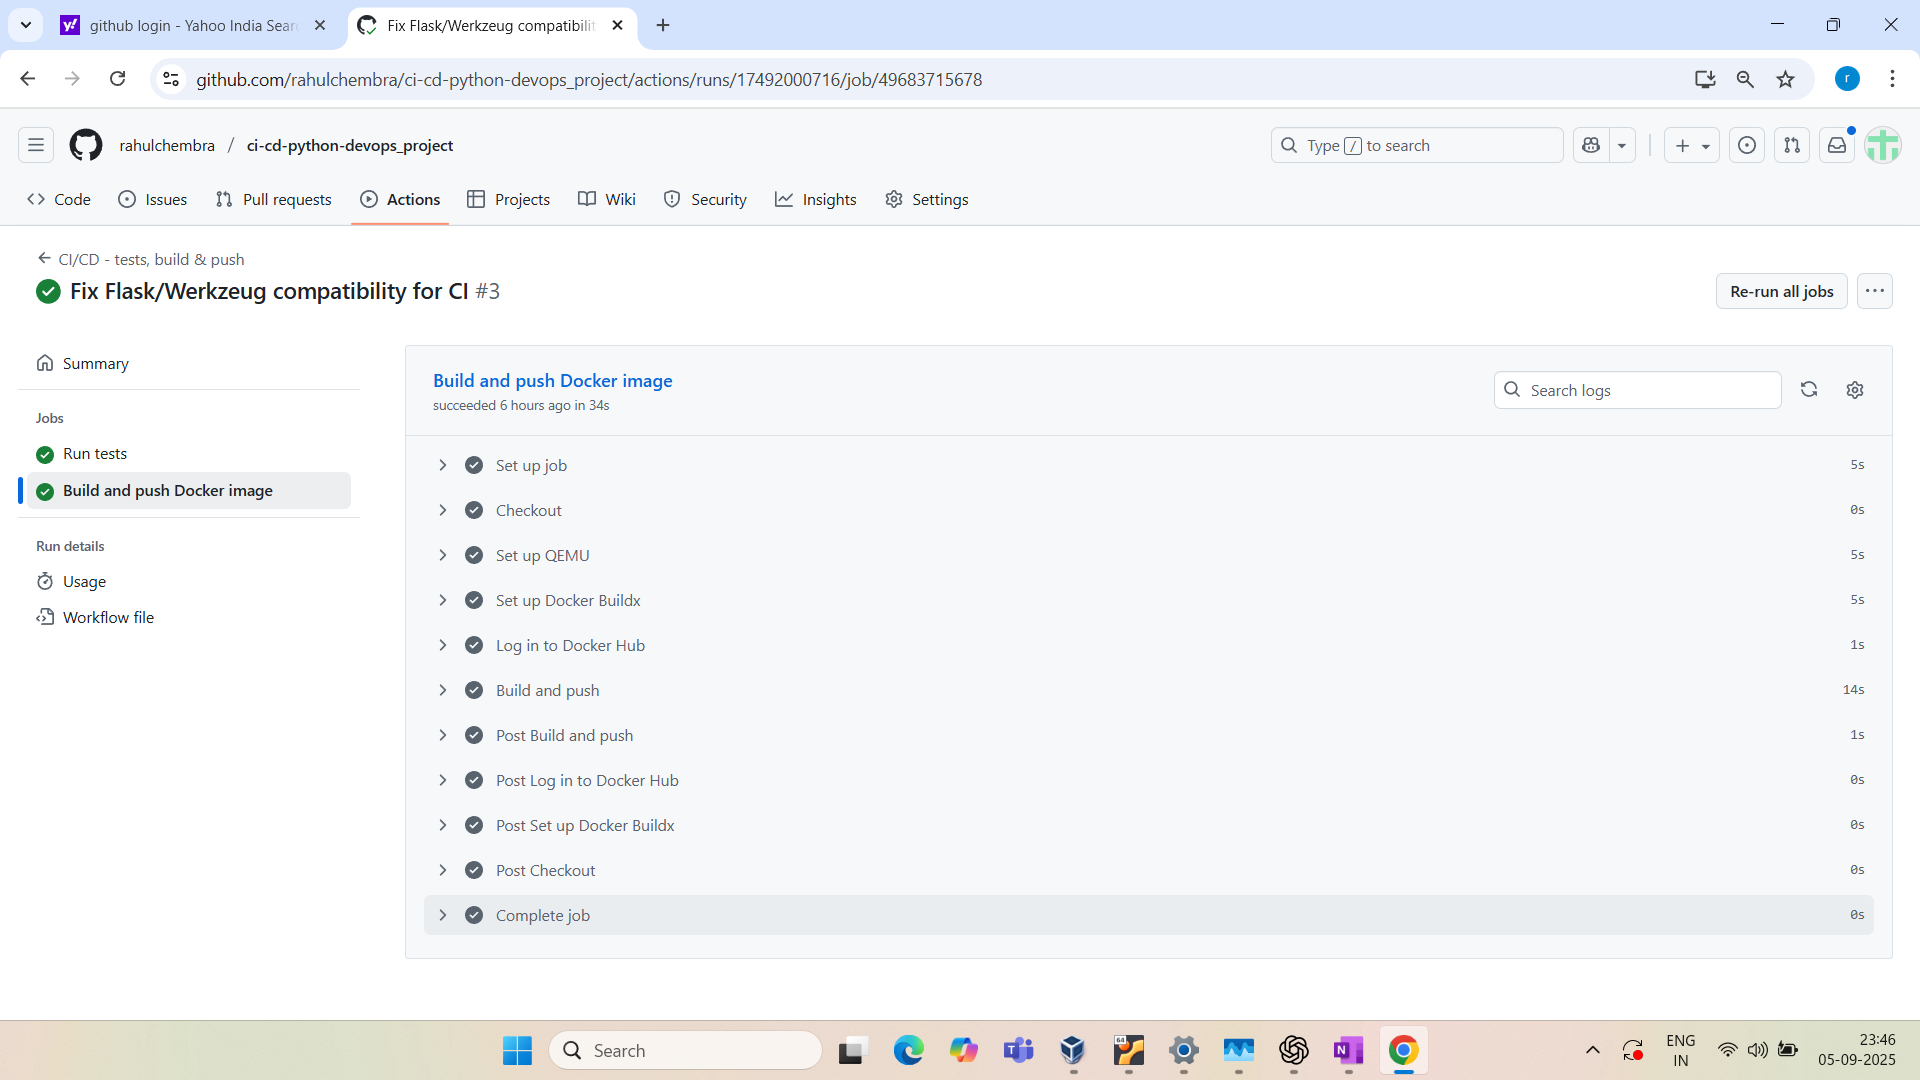 github login - Yahoo India Sear
Fix Flask/Werkzeug compatibilit
github.com/rahulchembra/ci-cd-python-devops_project/actions/runs/17492000716/job/49683715678
r
rahulchembra / ci-cd-python-devops_project
Type / to search
Code
Issues
Pull requests
Actions
Projects
Wiki
Security
Insights
Settings
CI/CD - tests, build & push
Fix Flask/Werkzeug compatibility for CI #3
Re-run all jobs
Summary
Jobs
Run tests
Build and push Docker image
Run details
Usage
Workflow file
Build and push Docker image
succeeded 6 hours ago in 34s
Search logs
Set up job 5s
Checkout 0s
Set up QEMU 5s
Set up Docker Buildx 5s
Log in to Docker Hub 1s
Build and push 14s
Post Build and push 1s
Post Log in to Docker Hub 0s
Post Set up Docker Buildx 0s
Post Checkout 0s
Complete job 0s
Search
64
N
ENG
IN
23:46
05-09-2025